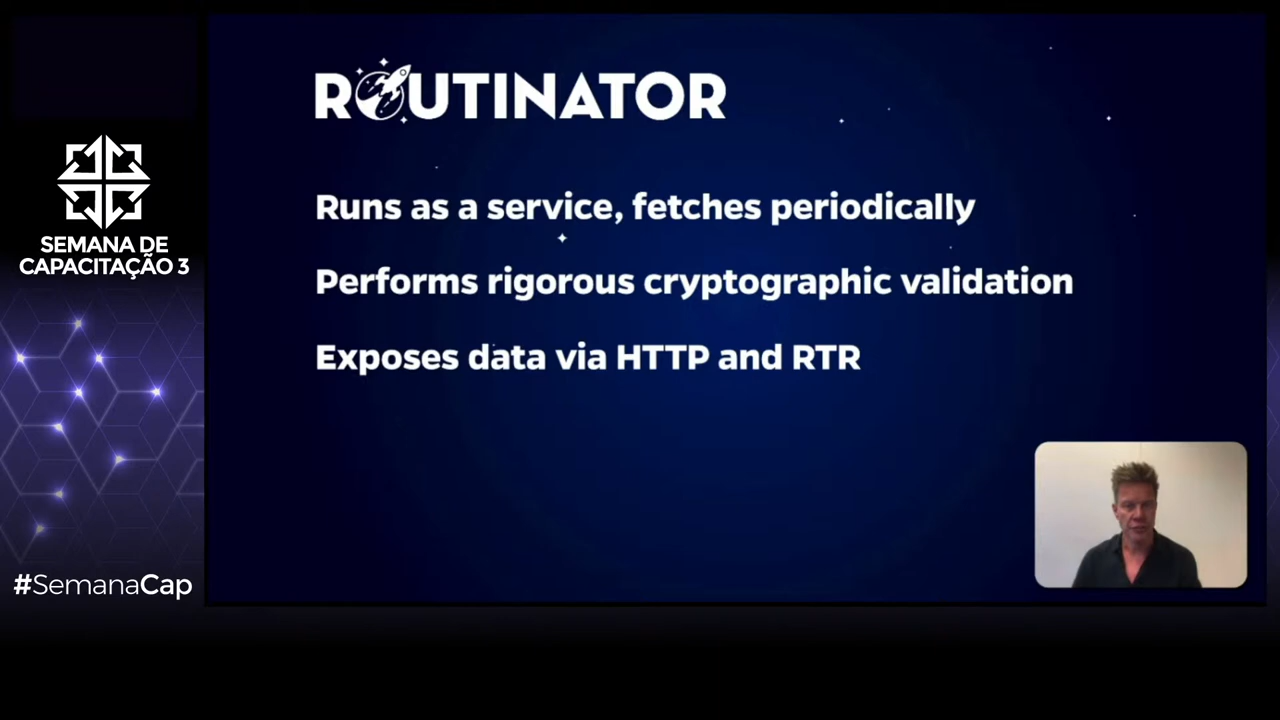 SEMANA DE
CAPACITAÇÃO 3
#SemanaCap
ROUTINATOR
Runs as a service, fetches periodically
Performs rigorous cryptographic validation
Exposes data via HTTP and RTR